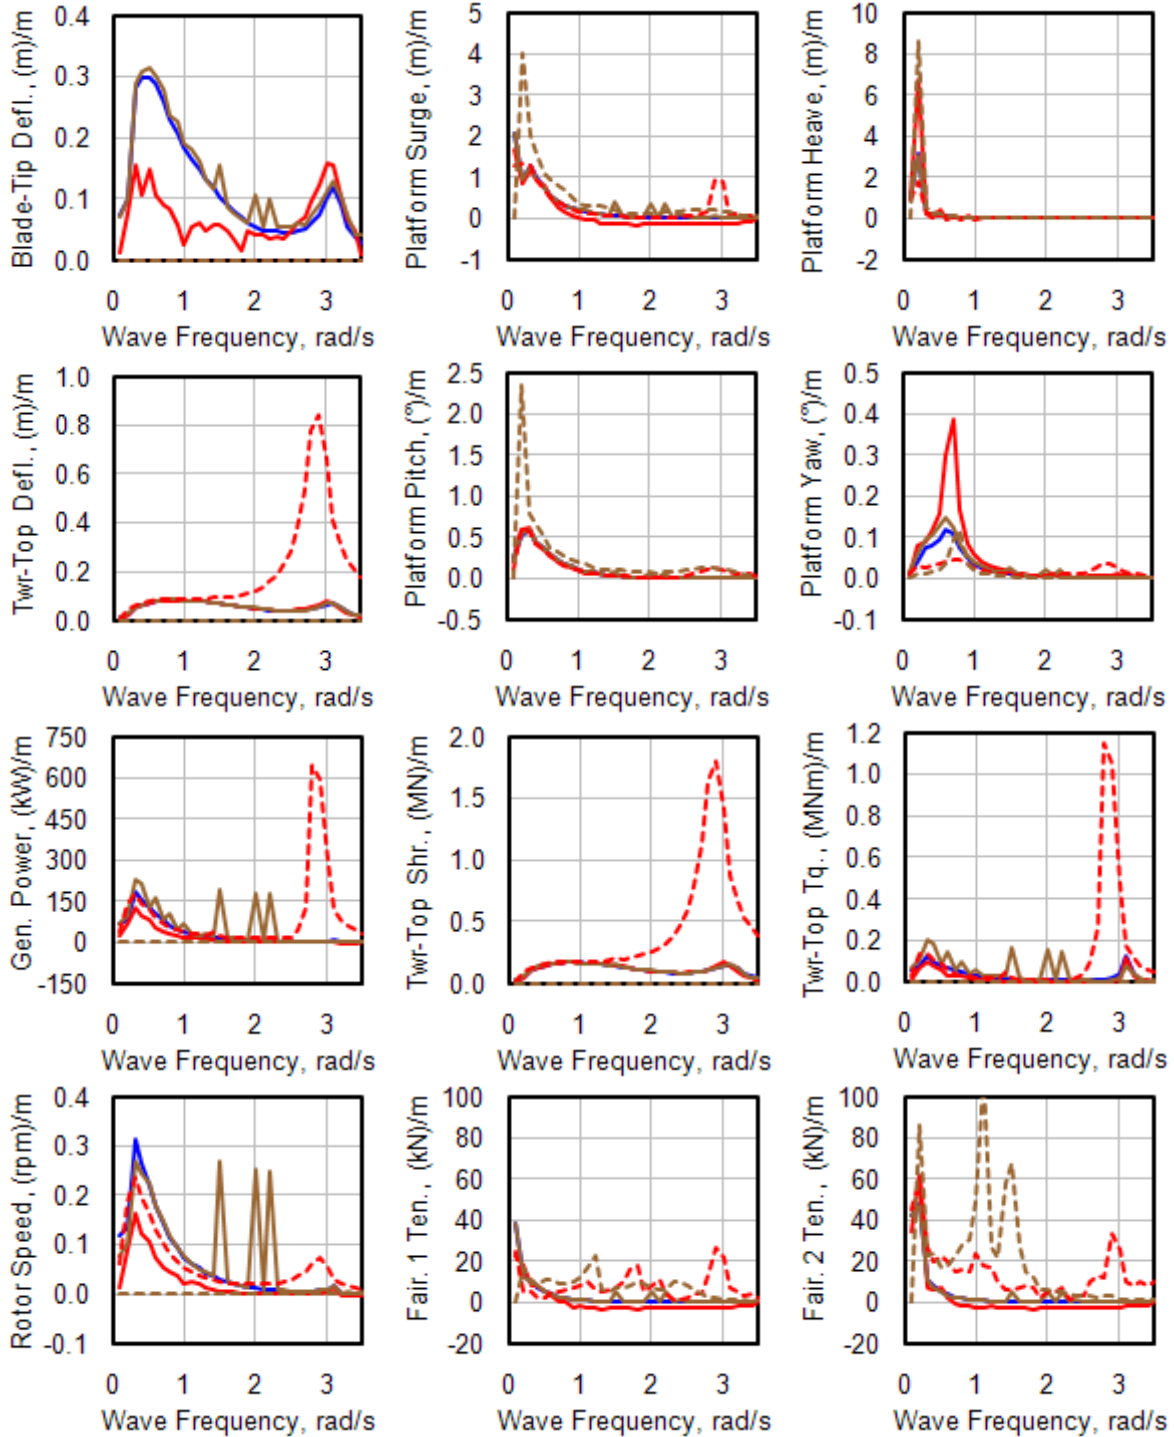 Blade-Tip Defl., (m)/m
0.4
0.3
0.2
0.1
0.0
0 1 2 3
Wave Frequency, rad/s
Platform Surge, (m)/m
5
4
3
2
1
0
-1
0 1 2 3
Wave Frequency, rad/s
Platform Heave, (m)/m
10
8
6
4
2
0
-2
0 1 2 3
Wave Frequency, rad/s
Twr-Top Defl., (m)/m
1.0
0.8
0.6
0.4
0.2
0.0
0 1 2 3
Wave Frequency, rad/s
Platform Pitch, (°)/m
2.5
2.0
1.5
1.0
0.5
0.0
-0.5
0 1 2 3
Wave Frequency, rad/s
Platform Yaw, (°)/m
0.5
0.4
0.3
0.2
0.1
0.0
-0.1
0 1 2 3
Wave Frequency, rad/s
Gen. Power, (kW)/m
750
600
450
300
150
0
-150
0 1 2 3
Wave Frequency, rad/s
Twr-Top Shr., (MN)/m
2.0
1.5
1.0
0.5
0.0
0 1 2 3
Wave Frequency, rad/s
Twr-Top Tq., (MNm)/m
1.2
1.0
0.8
0.6
0.4
0.2
0.0
0 1 2 3
Wave Frequency, rad/s
Rotor Speed, (rpm)/m
0.4
0.3
0.2
0.1
0.0
-0.1
0 1 2 3
Wave Frequency, rad/s
Fair. 1 Ten., (kN)/m
100
80
60
40
20
0
-20
0 1 2 3
Wave Frequency, rad/s
Fair. 2 Ten., (kN)/m
100
80
60
40
20
0
-20
0 1 2 3
Wave Frequency, rad/s